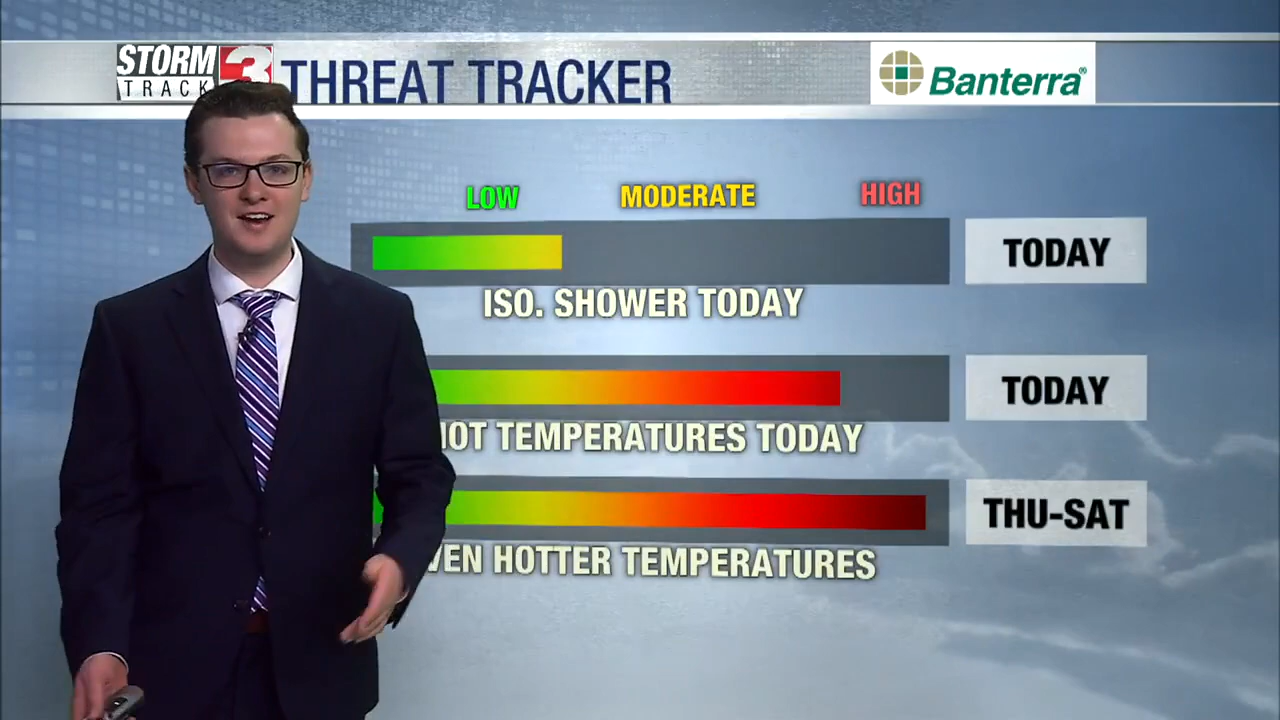 STORM 3
TRACK
THREAT TRACKER
Banterra®
LOW MODERATE HIGH
TODAY
ISO. SHOWER TODAY
TODAY
HOT TEMPERATURES TODAY
THU-SAT
HOTTER TEMPERATURES